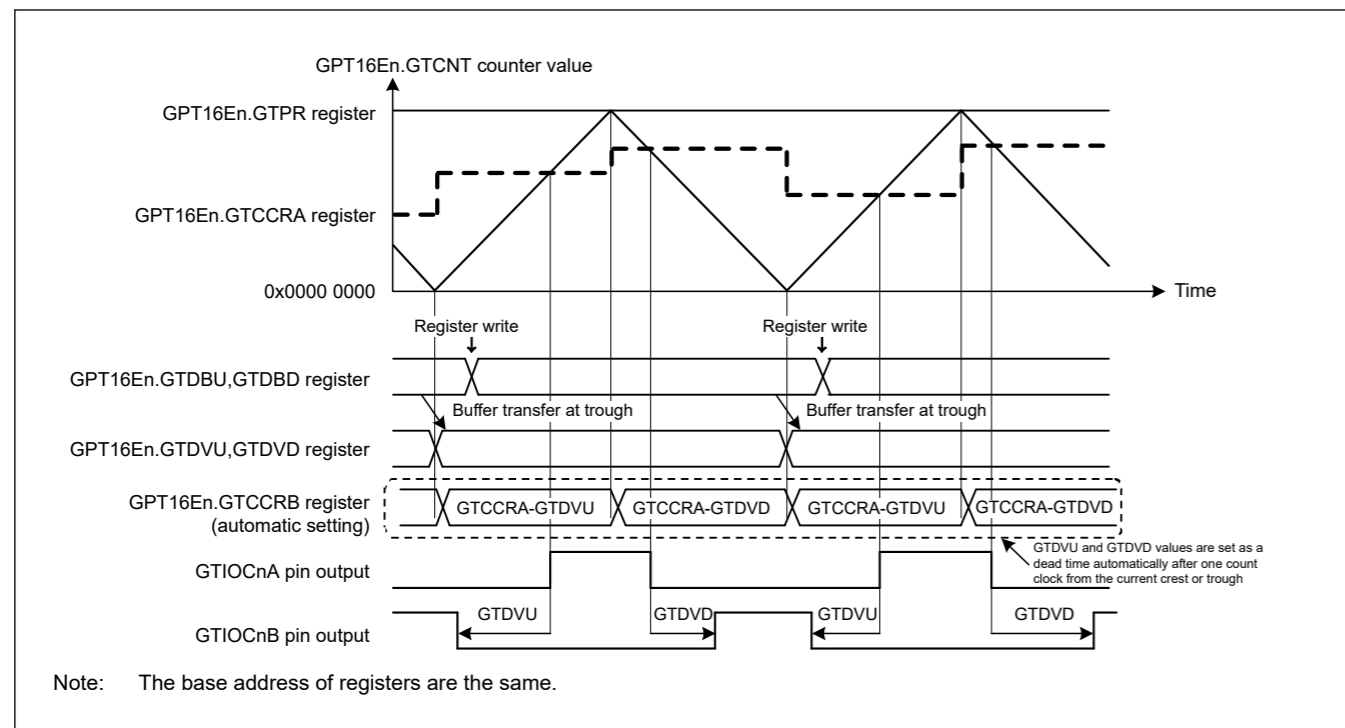 GPT16En.GTCNT counter value
GPT16En.GTPR register
GPT16En.GTCCRA register
0x0000 0000
Time
Register write
Register write
GPT16En.GTDBU,GTDBD register
Buffer transfer at trough
Buffer transfer at trough
GPT16En.GTDVU,GTDVD register
GPT16En.GTCCRB register
(automatic setting)
GTCCRA-GTDVU
GTCCRA-GTDVD
GTCCRA-GTDVU
GTCCRA-GTDVD
GTDVU and GTDVD values are set as a
dead time automatically after one count
clock from the current crest or trough
GTIOCnA pin output
GTDVU
GTDVD
GTDVU
GTDVD
GTIOCnB pin output
Note: The base address of registers are the same.